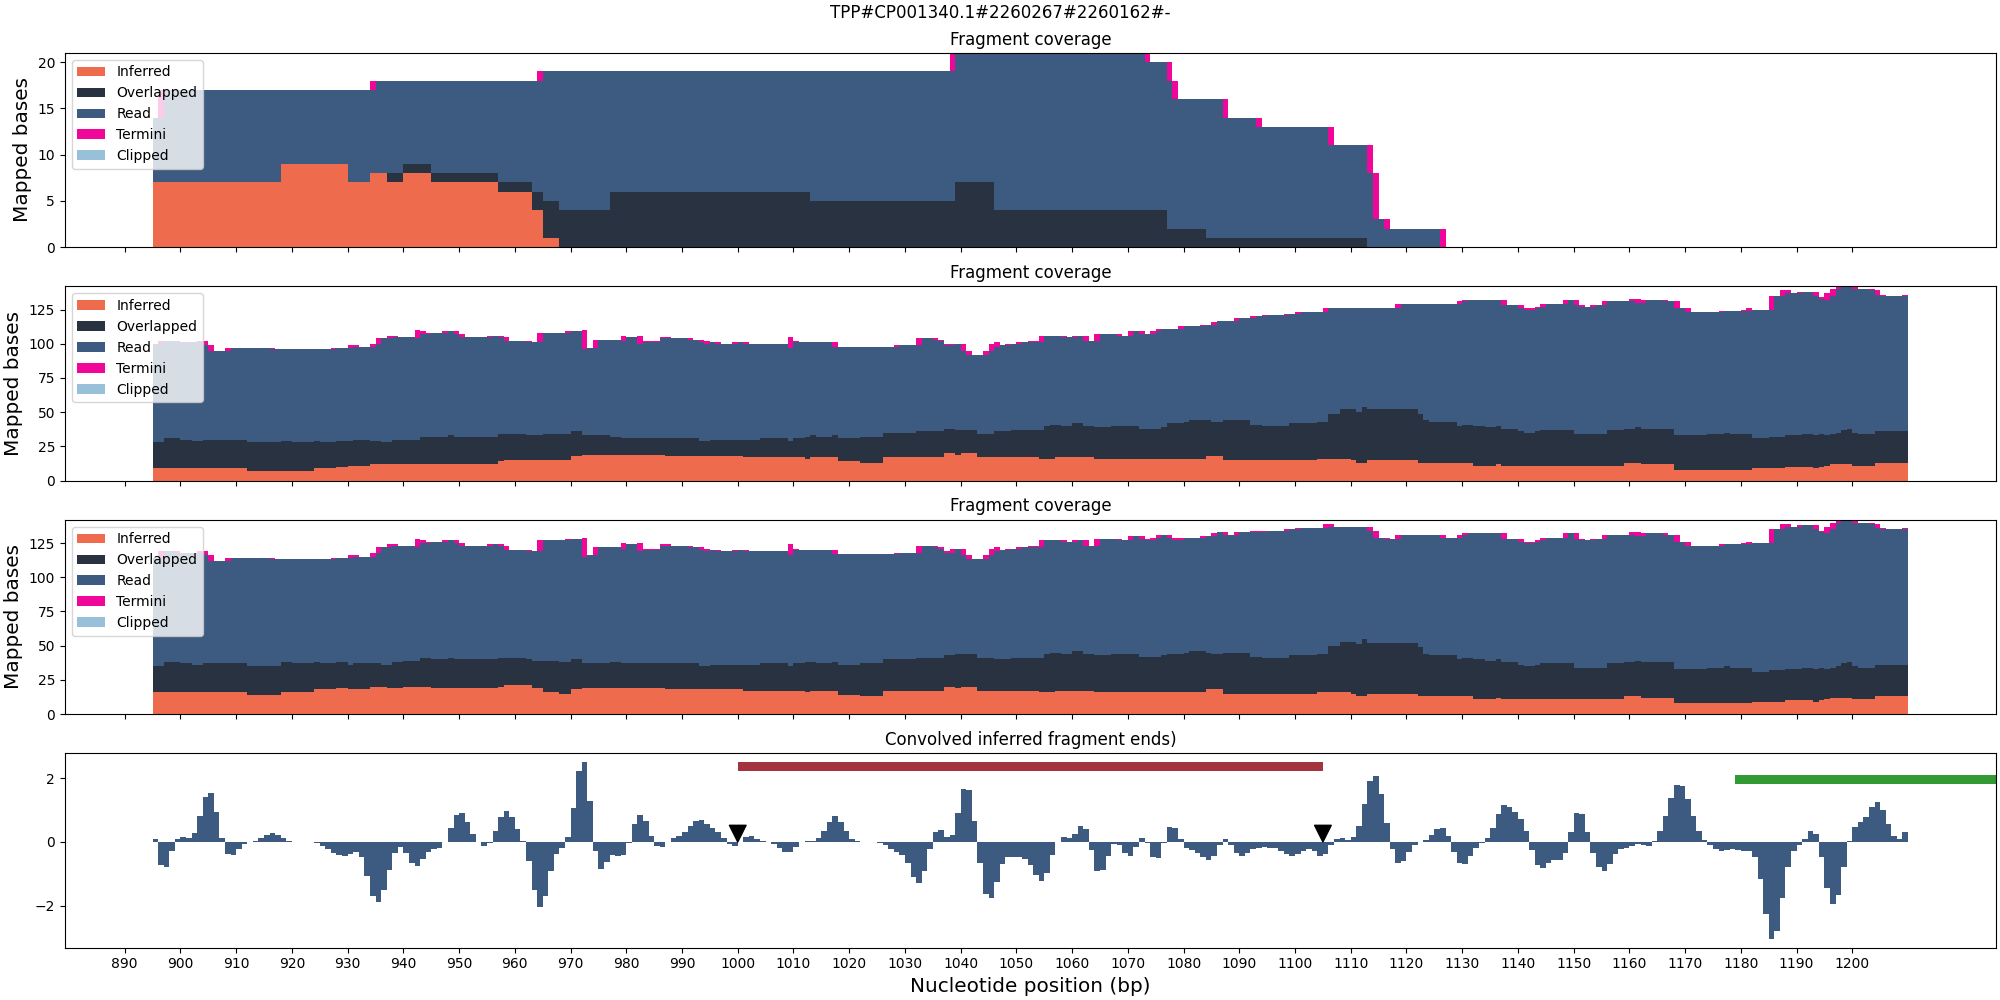 TPP#CP001340.1#2260267#2260162#-
Fragment coverage
Mapped bases
20
15
10
5
0
Inferred
Overlapped
Read
Termini
Clipped
Fragment coverage
Mapped bases
125
100
75
50
25
0
Inferred
Overlapped
Read
Termini
Clipped
Fragment coverage
Mapped bases
125
100
75
50
25
0
Inferred
Overlapped
Read
Termini
Clipped
Convolved inferred fragment ends)
2
0
−2
890 900 910 920 930 940 950 960 970 980 990 1000 1010 1020 1030 1040 1050 1060 1070 1080 1090 1100 1110 1120 1130 1140 1150 1160 1170 1180 1190 1200
Nucleotide position (bp)